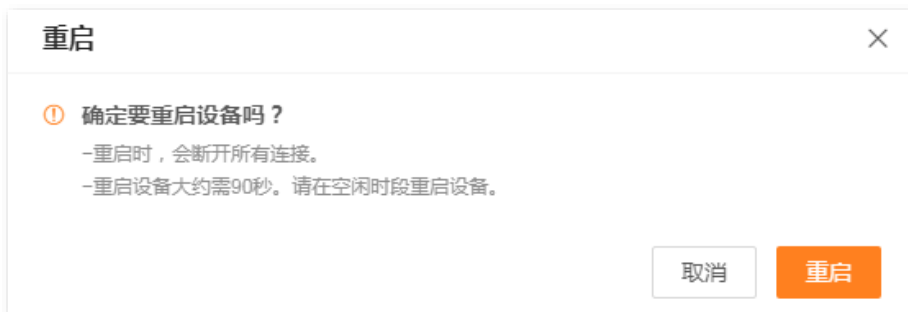 重启
确定要重启设备吗？
-重启时，会断开所有连接。
-重启设备大约需90秒。请在空闲时段重启设备。
取消
重启